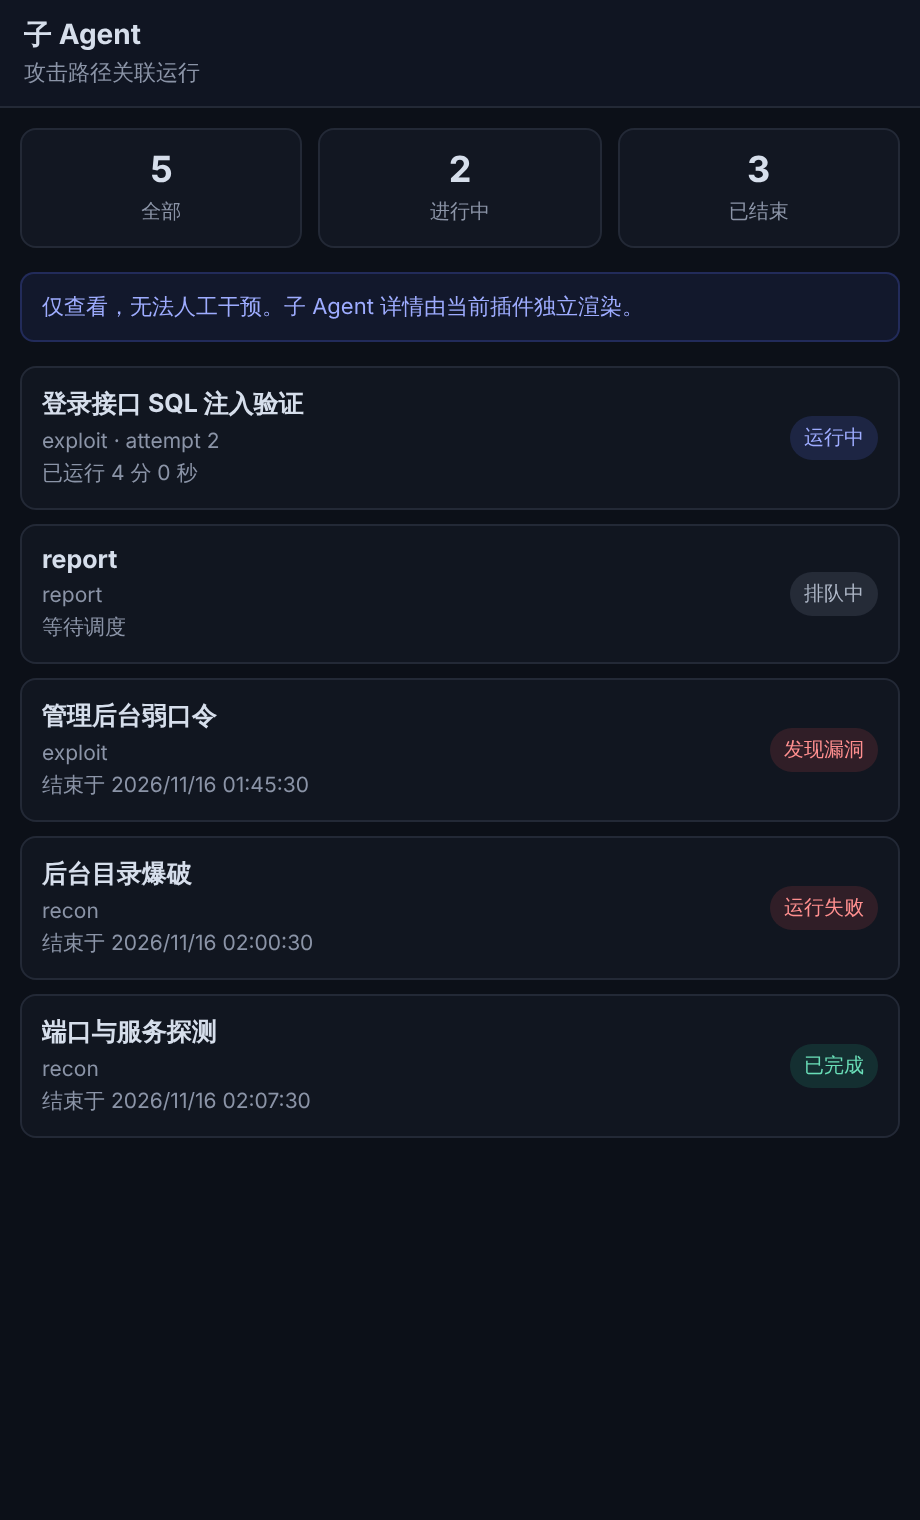 子 Agent
攻击路径关联运行
5
全部
2
进行中
3
已结束
仅查看，无法人工干预。子 Agent 详情由当前插件独立渲染。
登录接口 SQL 注入验证
exploit · attempt 2
已运行 4 分 0 秒
运行中
report
report
等待调度
排队中
管理后台弱口令
exploit
结束于 2026/11/16 01:45:30
发现漏洞
后台目录爆破
recon
结束于 2026/11/16 02:00:30
运行失败
端口与服务探测
recon
结束于 2026/11/16 02:07:30
已完成